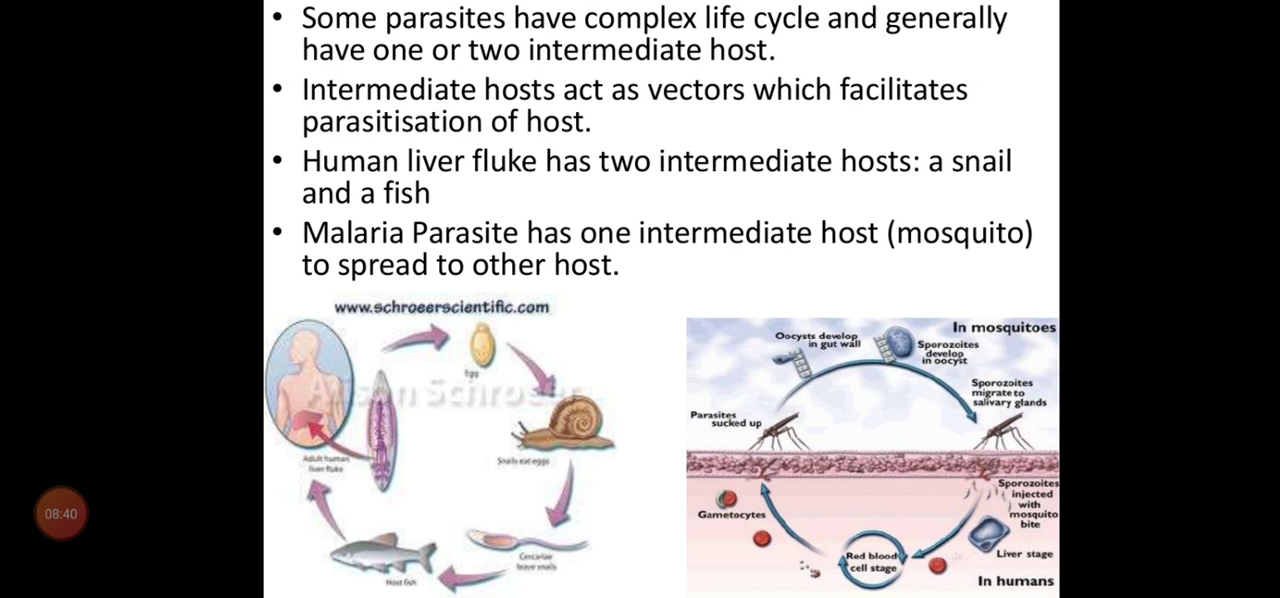 • Some parasites have complex life cycle and generally
have one or two intermediate host.
• Intermediate hosts act as vectors which facilitates
parasitisation of host.
• Human liver fluke has two intermediate hosts: a snail
and a fish
• Malaria Parasite has one intermediate host (mosquito)
to spread to other host.
www.schroeerscientific.com
Egg
Schroeer
Snails eat eggs
Cercariae
leave snails
Host fish
Adult human
liver fluke
In mosquitoes
Oocysts develop
in gut wall
Sporozoites
develop
in oocyst
Sporozoites
migrate to
salivary glands
Parasites
sucked up
Sporozoites
injected
with
mosquito
bite
Gametocytes
Liver stage
Red blood
cell stage
In humans
08:40